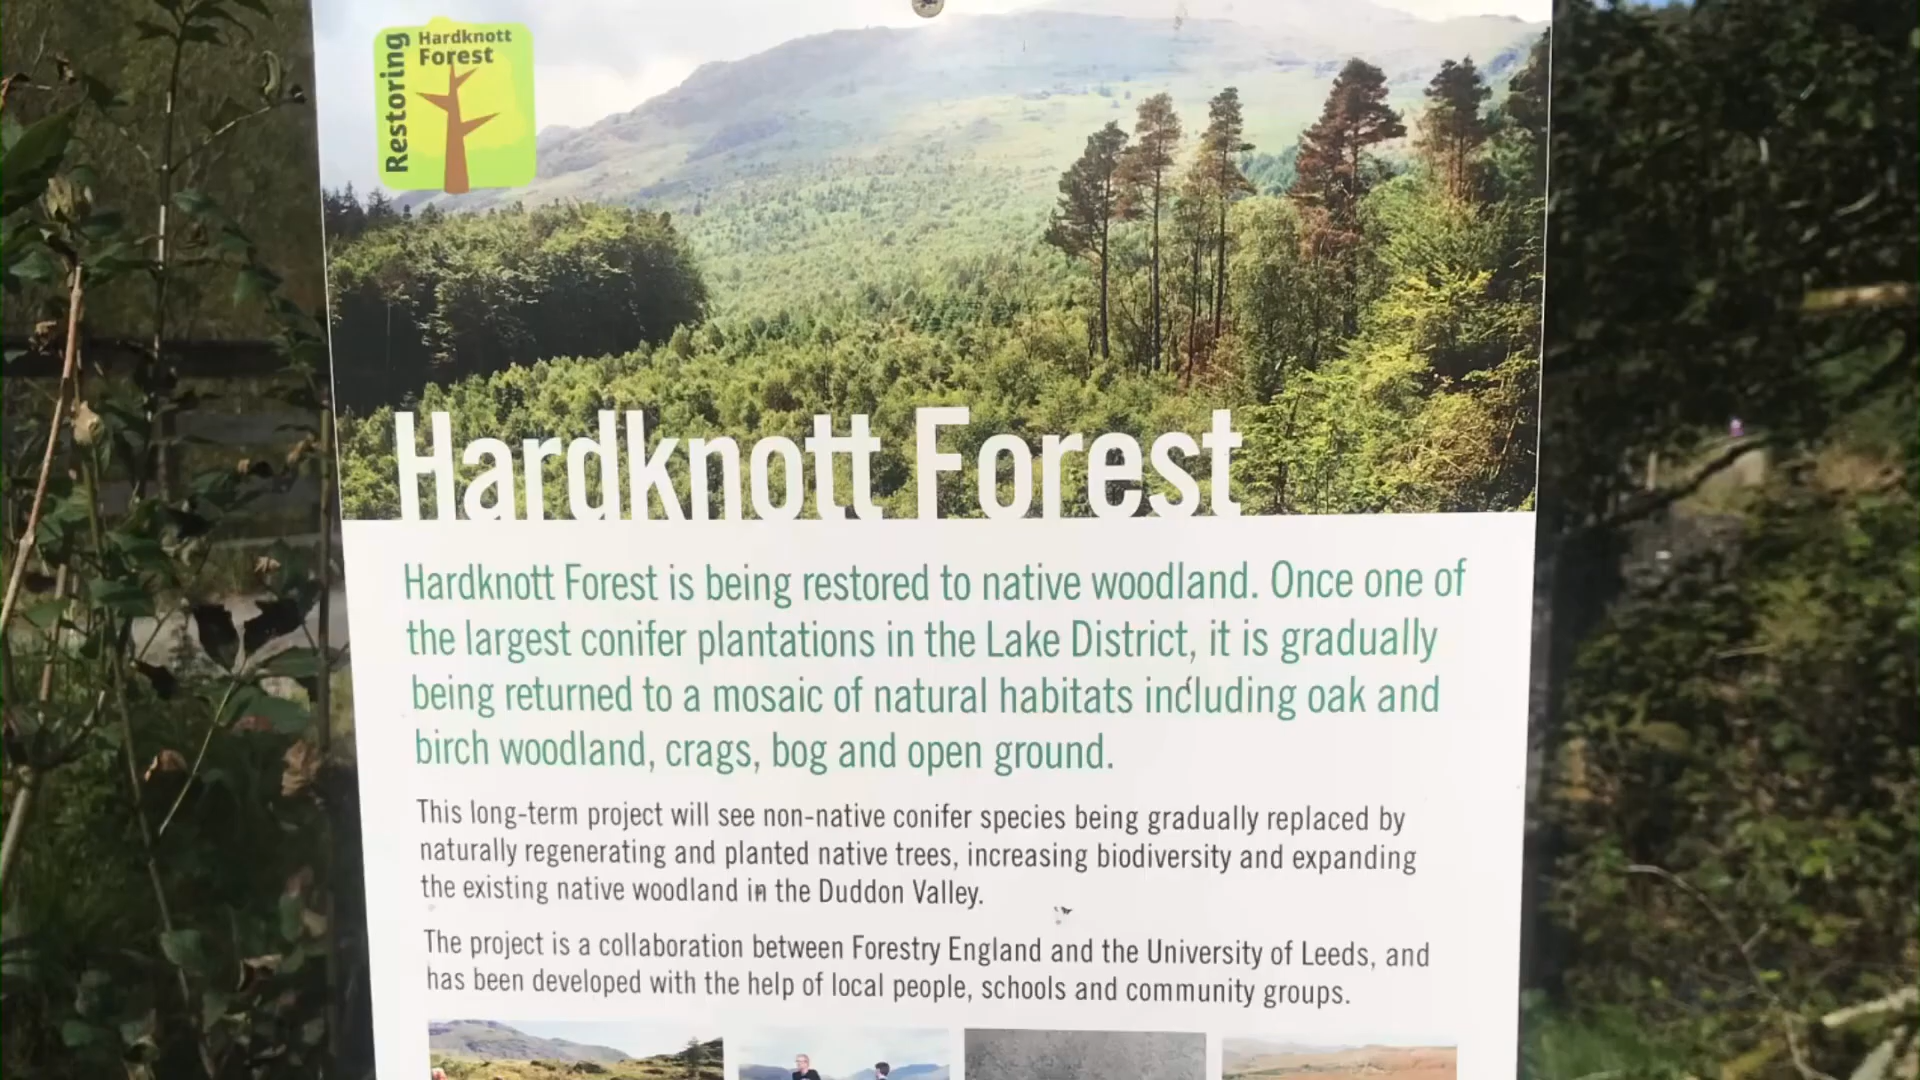 Restoring
Hardknott
Forest
Hardknott Forest
Hardknott Forest is being restored to native woodland. Once one of
the largest conifer plantations in the Lake District, it is gradually
being returned to a mosaic of natural habitats including oak and
birch woodland, crags, bog and open ground.
This long-term project will see non-native conifer species being gradually replaced by
naturally regenerating and planted native trees, increasing biodiversity and expanding
the existing native woodland in the Duddon Valley.
The project is a collaboration between Forestry England and the University of Leeds, and
has been developed with the help of local people, schools and community groups.